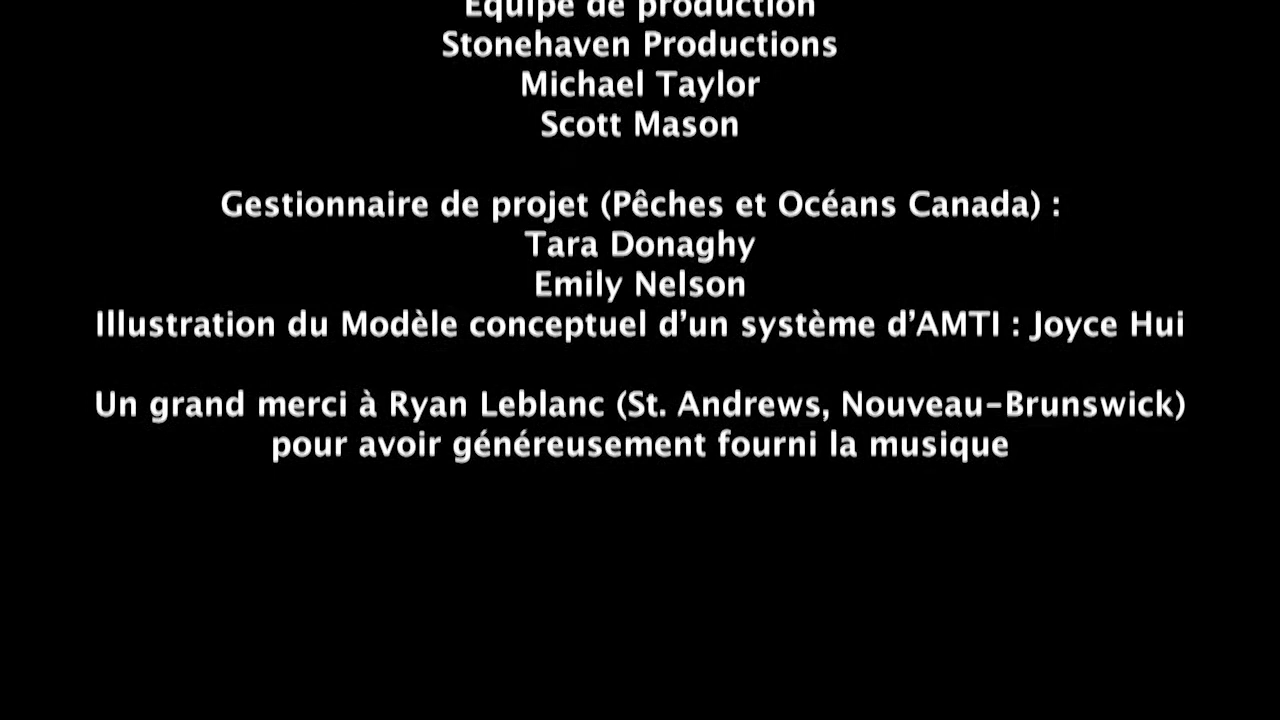 Équipe de production
Stonehaven Productions
Michael Taylor
Scott Mason
Gestionnaire de projet (Pêches et Océans Canada) :
Tara Donaghy
Emily Nelson
Illustration du Modèle conceptuel d’un système d’AMTI : Joyce Hui
Un grand merci à Ryan Leblanc (St. Andrews, Nouveau-Brunswick)
pour avoir généreusement fourni la musique